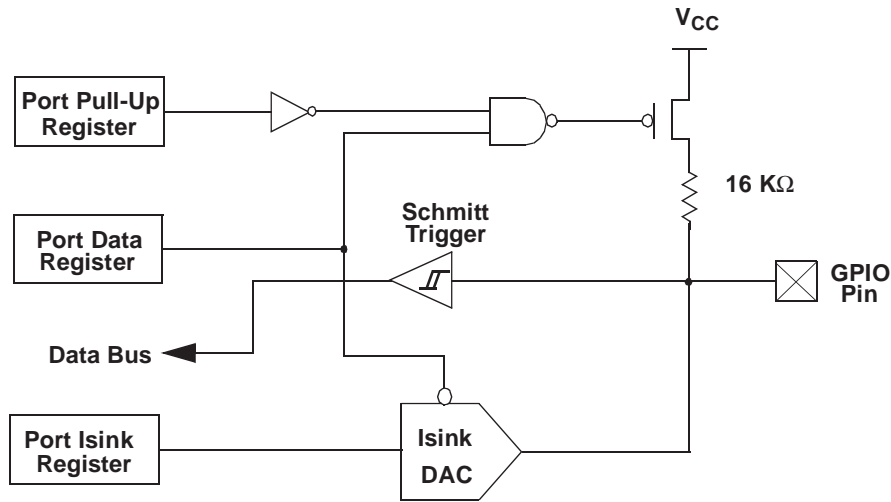 V_CC
Port Pull-Up
Register
16 KΩ
Schmitt
Trigger
Port Data
Register
GPIO
Pin
Data Bus
Port Isink
Register
Isink
DAC